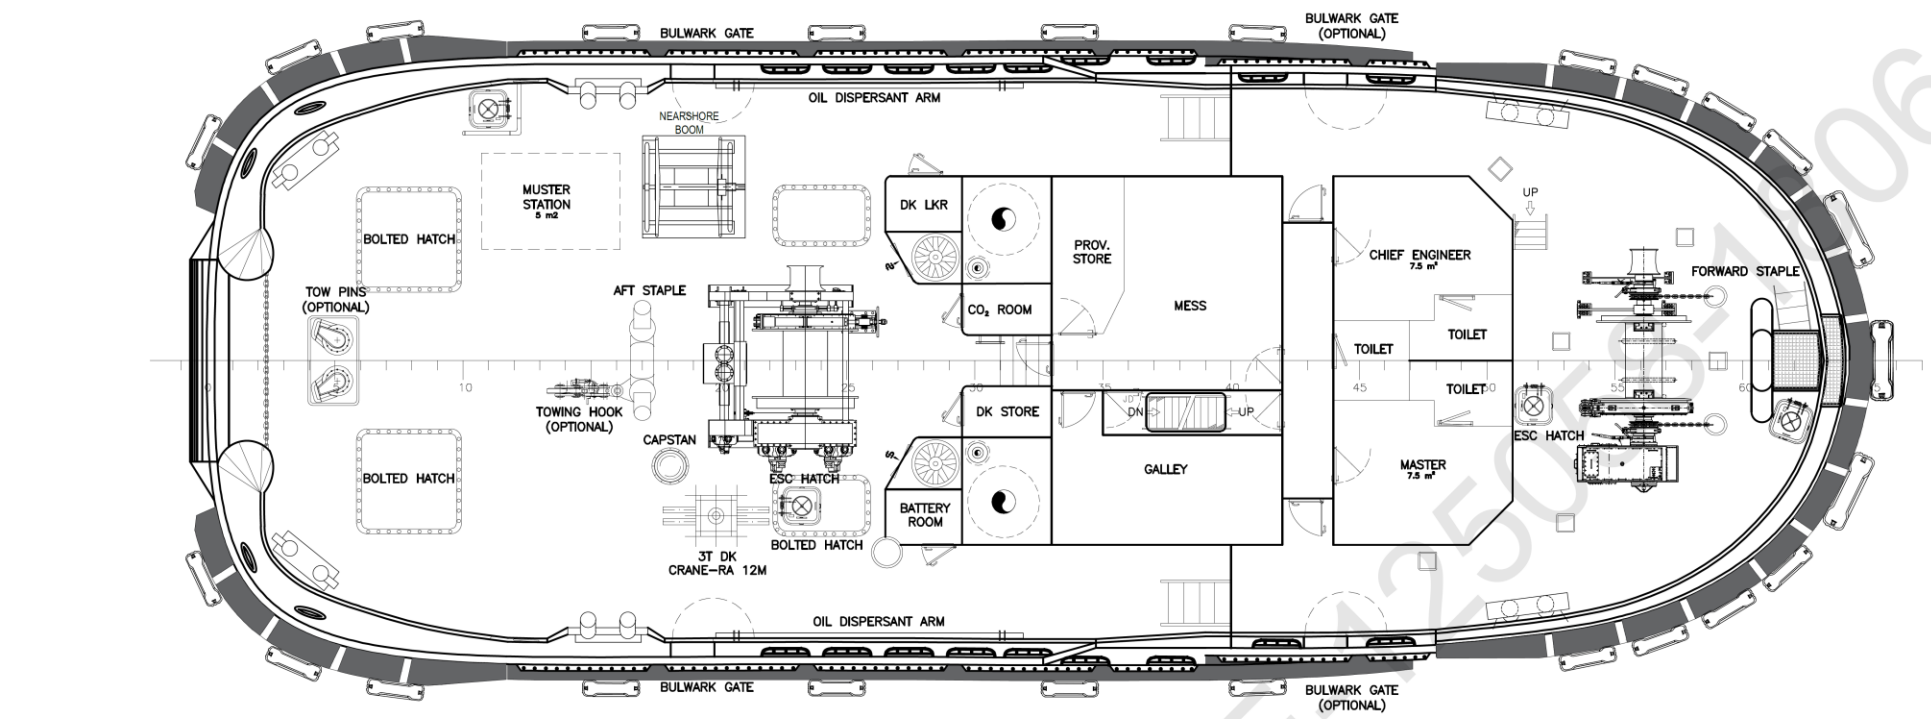 BULWARK GATE
BULWARK GATE
(OPTIONAL)
OIL DISPERSANT ARM
NEARSHORE
BOOM
MUSTER
STATION
5 m2
BOLTED HATCH
DK LKR
PROV.
STORE
CHIEF ENGINEER
7.5 m²
UP
FORWARD STAPLE
TOW PINS
(OPTIONAL)
AFT STAPLE
CO₂ ROOM
MESS
TOILET
TOILET
0
10
20
25
30
35
40
45
50
55
60
TOILET
TOWING HOOK
(OPTIONAL)
DK STORE
DN
UP
CAPSTAN
ESC HATCH
BOLTED HATCH
ESC HATCH
GALLEY
MASTER
7.5 m²
BATTERY
ROOM
BOLTED HATCH
3T DK
CRANE-RA 12M
OIL DISPERSANT ARM
BULWARK GATE
BULWARK GATE
(OPTIONAL)